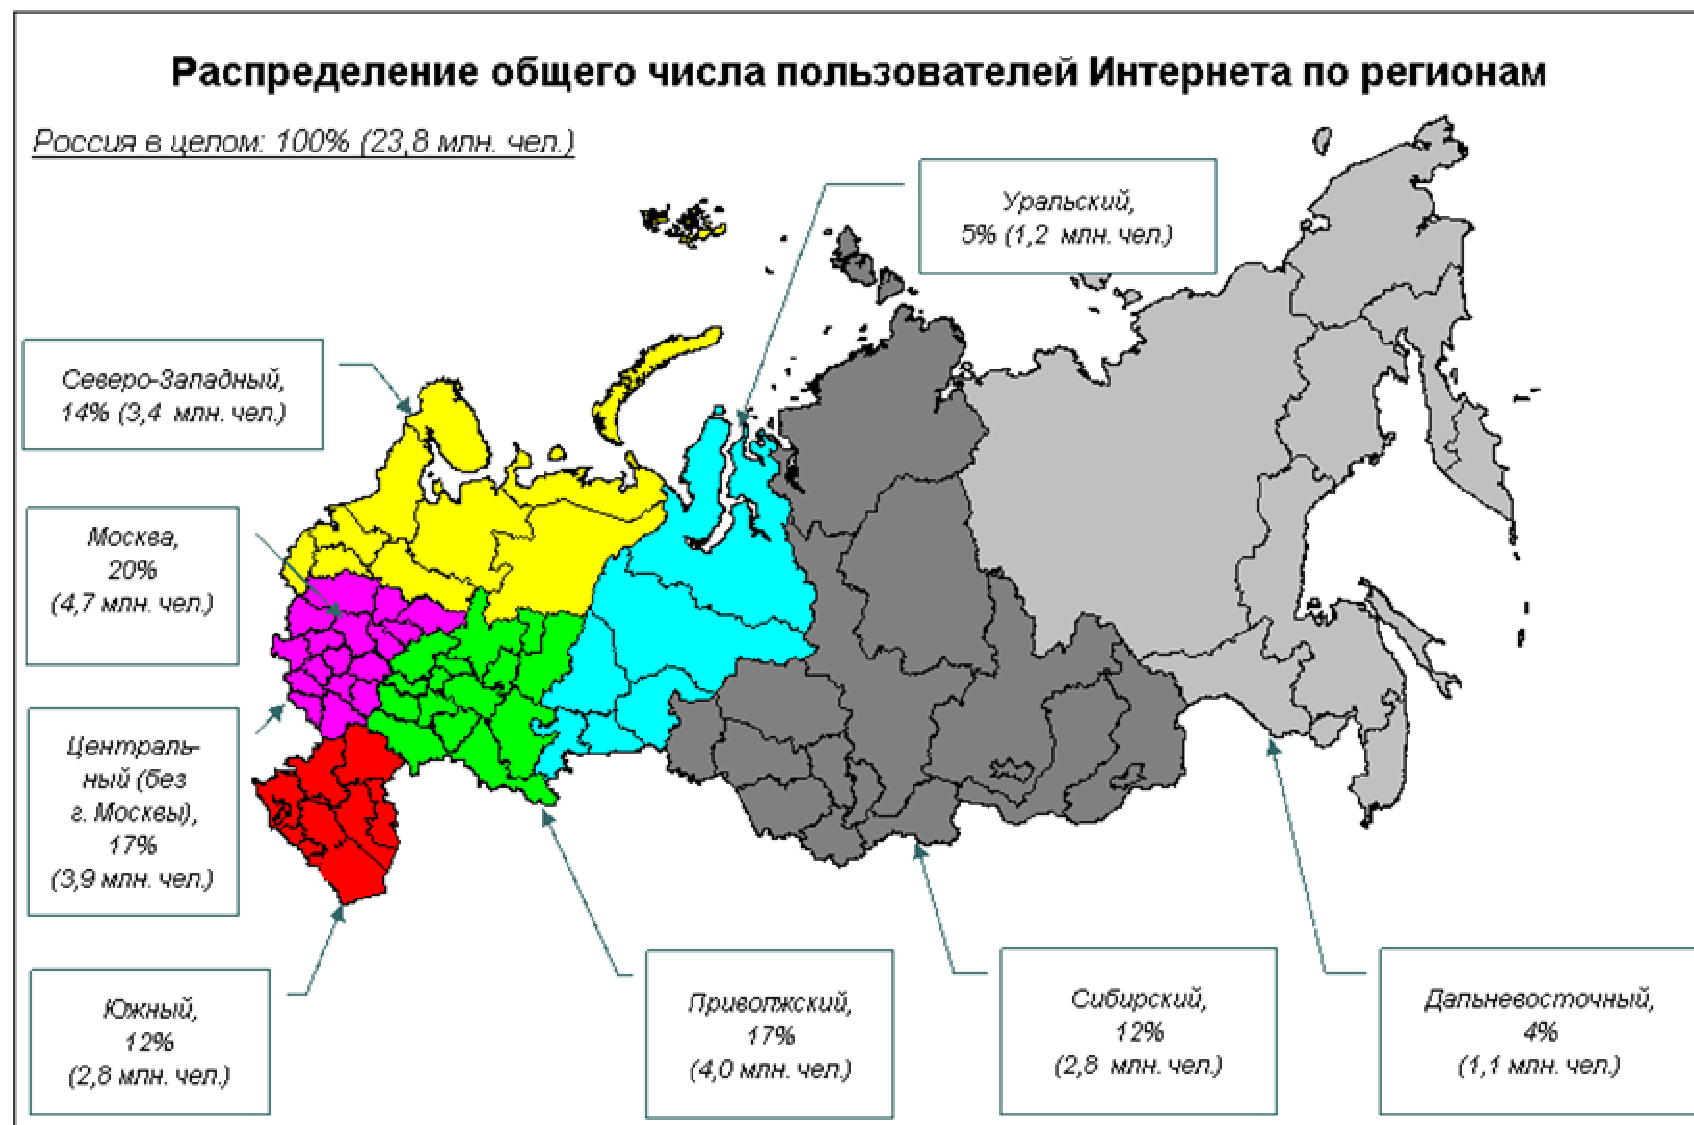 Распределение общего числа пользователей Интернета по регионам
Россия в целом: 100% (23,8 млн. чел.)
Уральский,
5% (1,2 млн. чел.)
Северо-Западный,
14% (3,4 млн. чел.)
Москва,
20%
(4,7 млн. чел.)
Централь-
ный (без
г. Москвы),
17%
(3,9 млн. чел.)
Южный,
12%
(2,8 млн. чел.)
Приволжский,
17%
(4,0 млн. чел.)
Сибирский,
12%
(2,8 млн. чел.)
Дальневосточный,
4%
(1,1 млн. чел.)